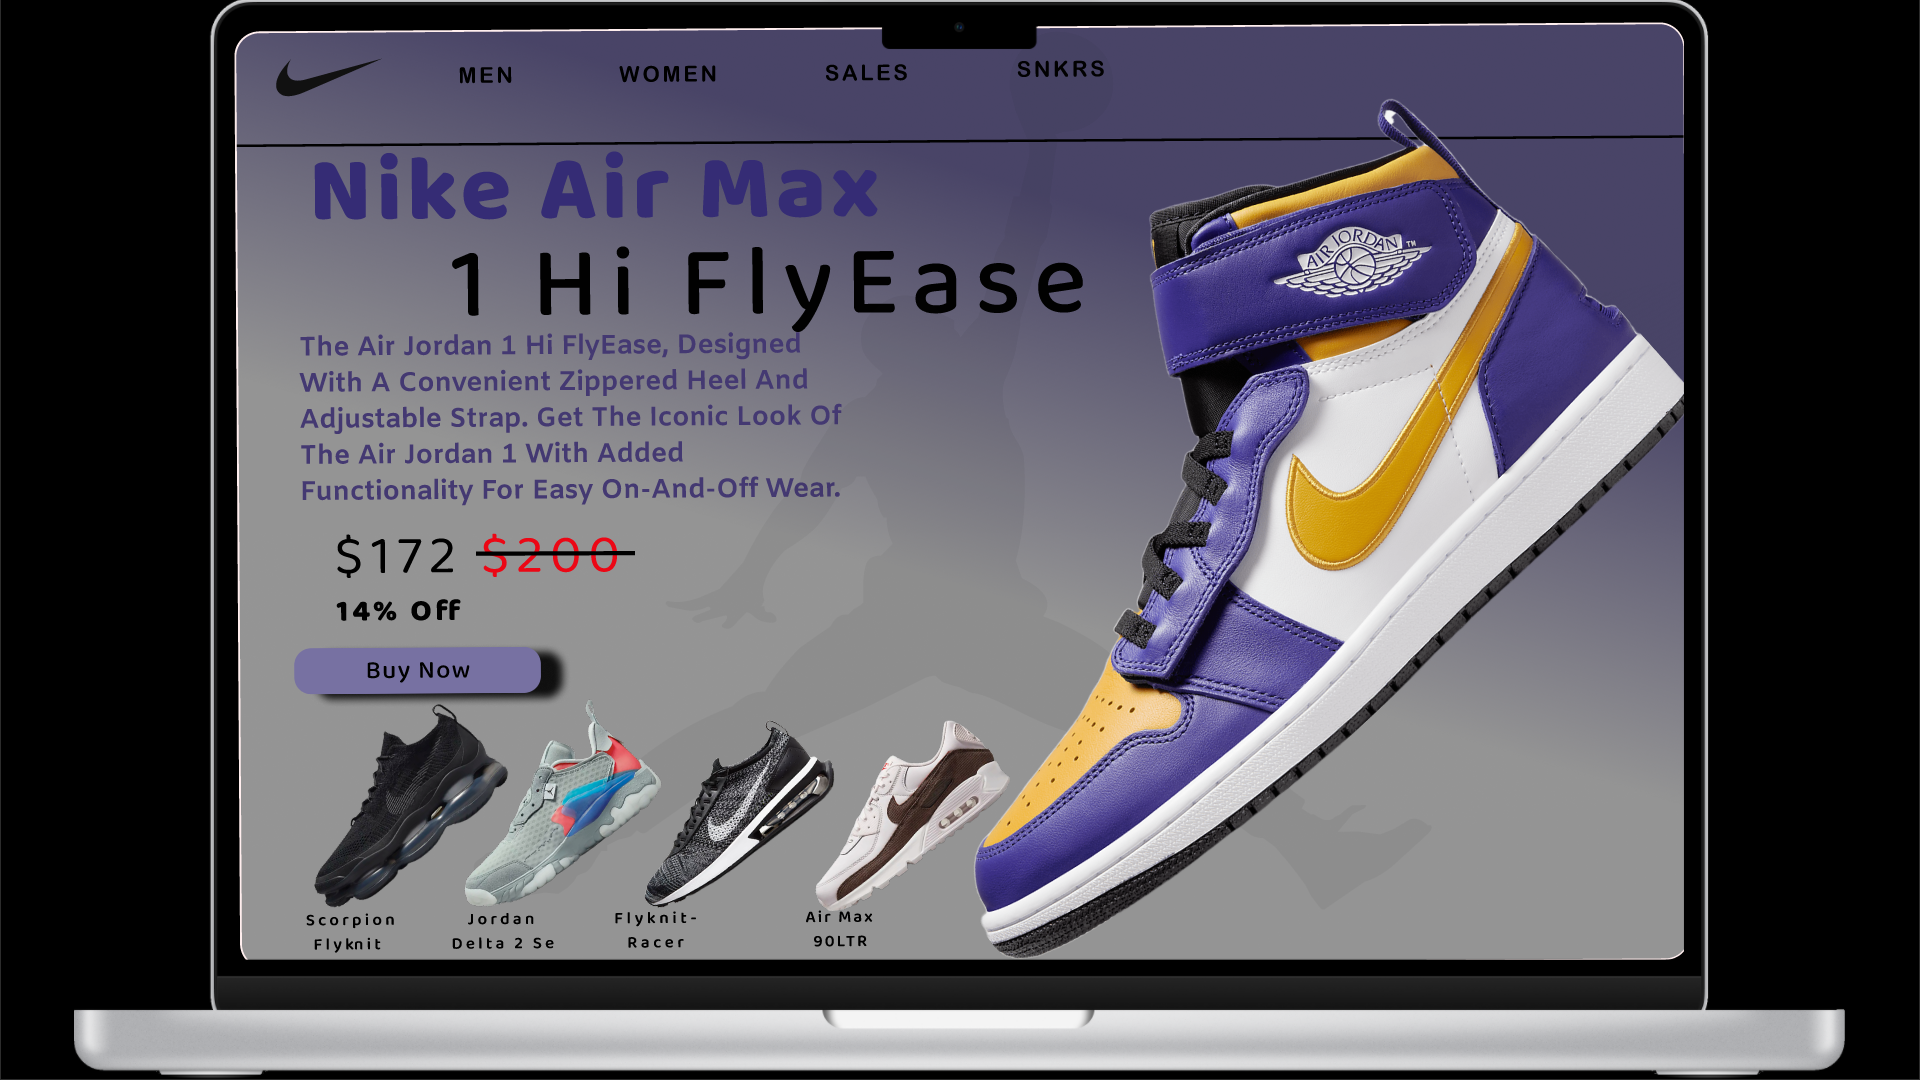 MEN WOMEN SALES SNKRS
Nike Air Max
1 Hi FlyEase
The Air Jordan 1 Hi FlyEase, Designed
With A Convenient Zippered Heel And
Adjustable Strap. Get The Iconic Look Of
The Air Jordan 1 With Added
Functionality For Easy On-And-Off Wear.
$172 $200
14% Off
Buy Now
AIR JORDAN TM
Scorpion
Flyknit
Jordan
Delta 2 Se
Flyknit-
Racer
Air Max
90LTR